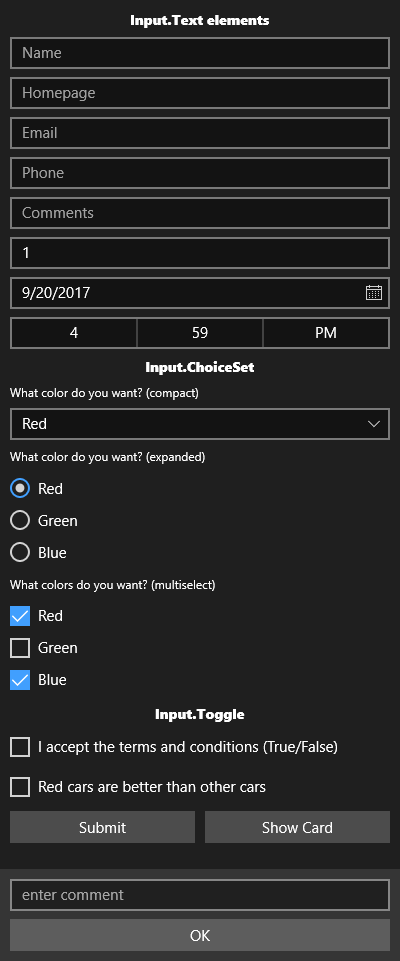 Input.Text elements
Name
Homepage
Email
Phone
Comments
1
9/20/2017
4 59 PM
Input.ChoiceSet
What color do you want? (compact)
Red
What color do you want? (expanded)
Red
Green
Blue
What colors do you want? (multiselect)
Red
Green
Blue
Input.Toggle
I accept the terms and conditions (True/False)
Red cars are better than other cars
Submit Show Card
enter comment
OK